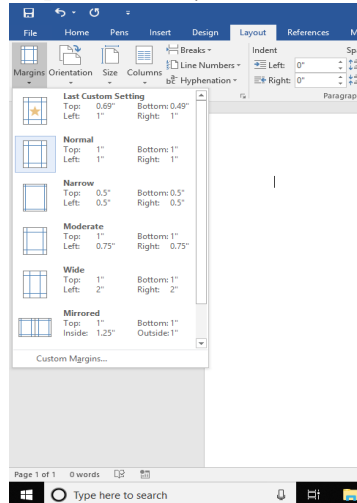 File Home Pens Insert Design Layout References M
Breaks Indent Spa
Line Numbers Left: 0"
Margins Orientation Size Columns bc Hyphenation Right: 0"
Paragrap
Last Custom Setting
Top: 0.69" Bottom: 0.49"
Left: 1" Right: 1"
Normal
Top: 1" Bottom: 1"
Left: 1" Right: 1"
Narrow
Top: 0.5" Bottom: 0.5"
Left: 0.5" Right: 0.5"
Moderate
Top: 1" Bottom: 1"
Left: 0.75" Right: 0.75"
Wide
Top: 1" Bottom: 1"
Left: 2" Right: 2"
Mirrored
Top: 1" Bottom: 1"
Inside: 1.25" Outside: 1"
Custom Margins...
Page 1 of 1 0 words
Type here to search